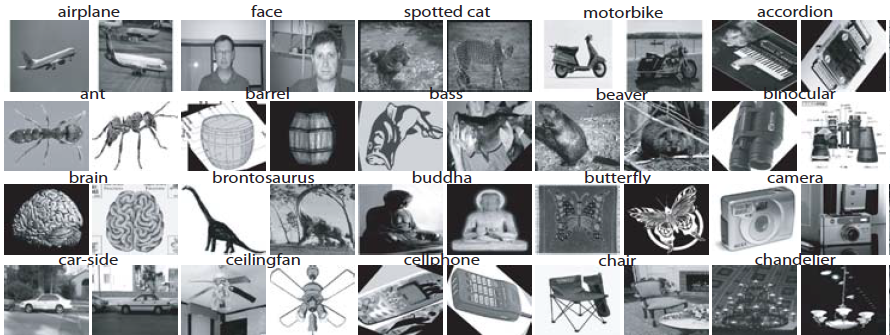 airplane face spotted cat motorbike accordion
ant barrel bass beaver binocular
brain brontosaurus buddha butterfly camera
car-side ceilingfan cellphone chair chandelier